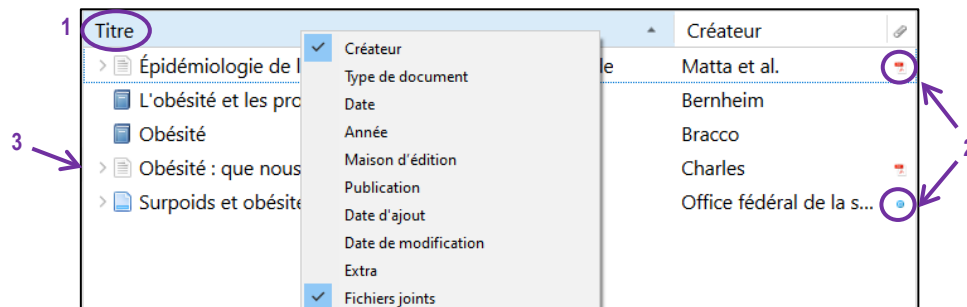 1 Titre Créateur
Créateur
Épidémiologie de l le Matta et al.
Type de document
L'obésité et les pro Date Bernheim
2
3 Obésité Année Bracco
Maison d'édition
Obésité : que nous Charles
Publication
Surpoids et obésité Office fédéral de la s...
Date d'ajout
Date de modification
Extra
Fichiers joints